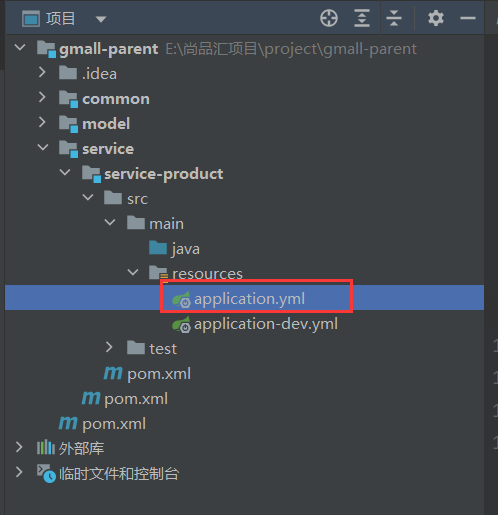 项目
gmall-parent E:\尚品汇项目\project\gmall-parent
.idea
common
model
service
service-product
src
main
java
resources
application.yml
application-dev.yml
test
pom.xml
pom.xml
pom.xml
外部库
临时文件和控制台